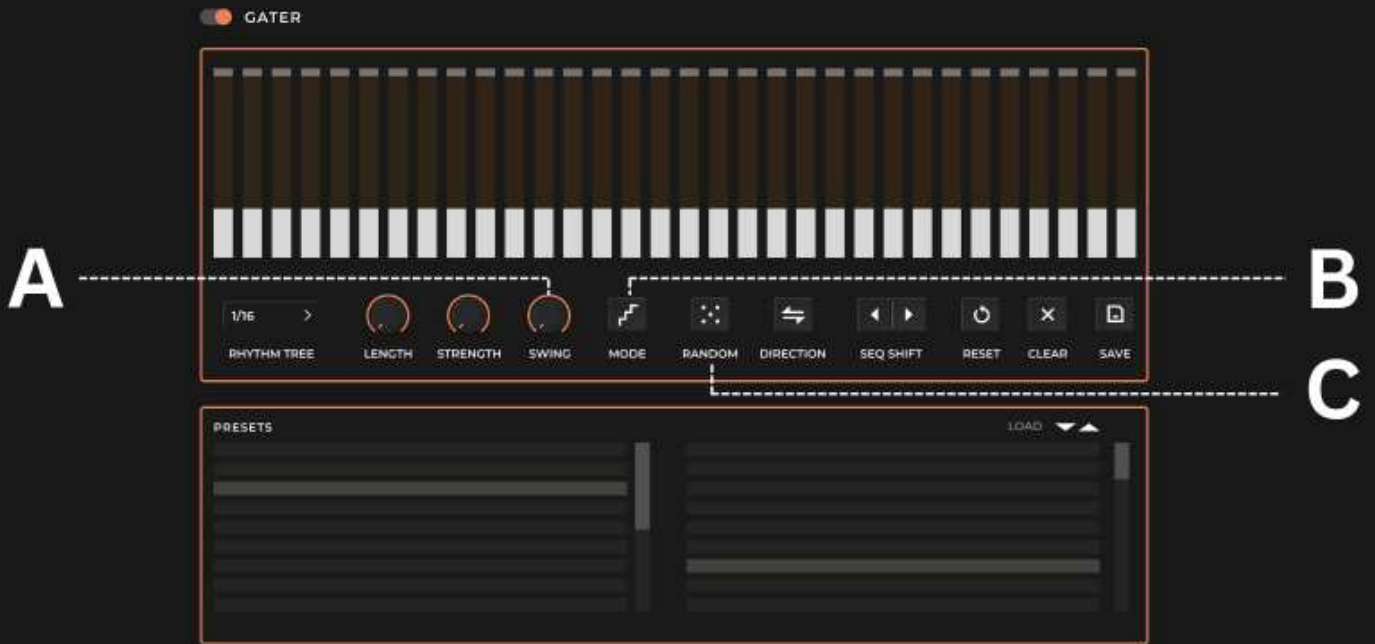 GATER
A
B
1/16 >
RHYTHM TREE LENGTH STRENGTH SWING MODE RANDOM DIRECTION SEQ SHIFT RESET CLEAR SAVE
C
PRESETS LOAD